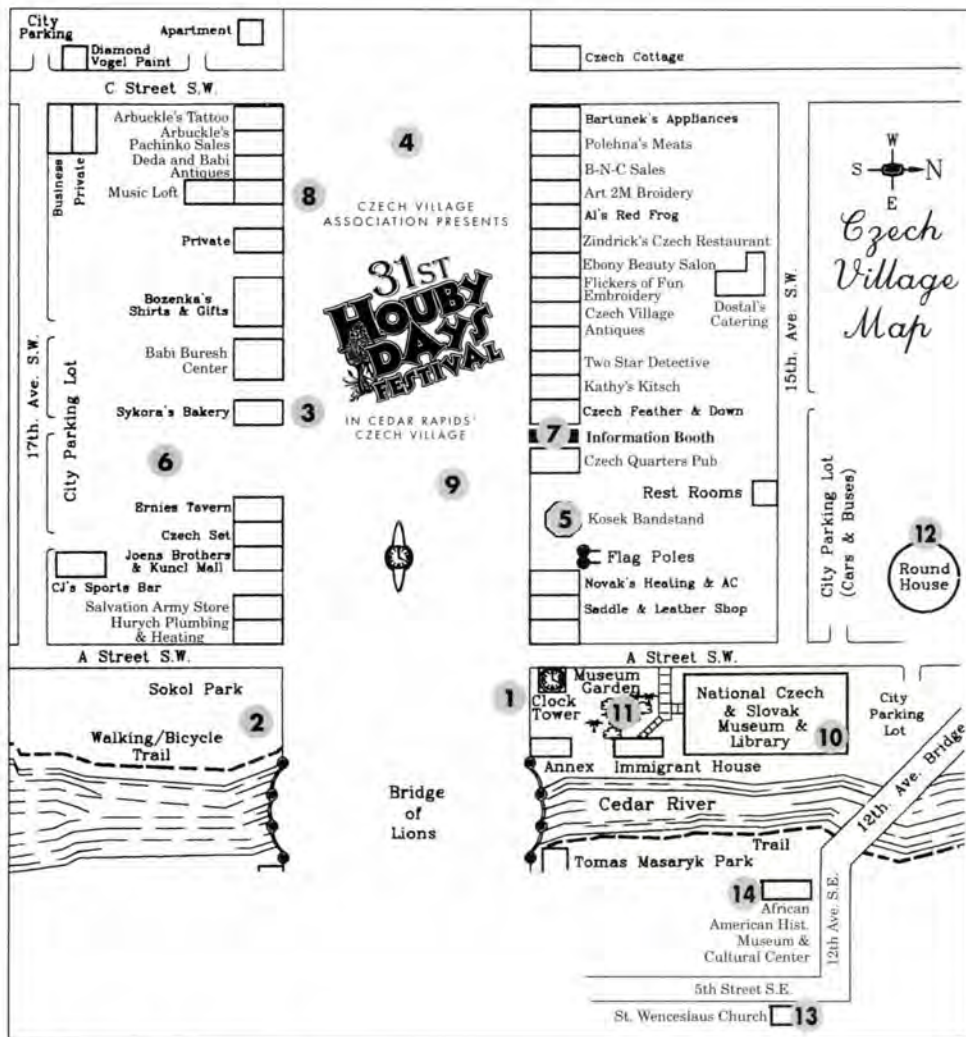 City
Parking
Apartment
Diamond
Vogel Paint
C Street S.W.
Business
Private
Arbuckle's Tattoo
Arbuckle's
Pachinko Sales
Deda and Babi
Antiques
Music Loft
8
Private
Bozenka's
Shirts & Gifts
Babi Buresh
Center
Sykora's Bakery
3
17th. Ave. S.W.
City Parking Lot
6
Ernies Tavern
Czech Set
Joens Brothers
& Kuncl Mall
CJ's Sports Bar
Salvation Army Store
Hurych Plumbing
& Heating
A Street S.W.
Sokol Park
2
Walking/Bicycle
Trail
4
CZECH VILLAGE
ASSOCIATION PRESENTS
31ST
HOUBY
DAYS
FESTIVAL
IN CEDAR RAPIDS'
CZECH VILLAGE
9
Bridge
of
Lions
Czech Cottage
Bartunek's Appliances
Polehna's Meats
B-N-C Sales
Art 2M Broidery
Al's Red Frog
Zindrick's Czech Restaurant
Ebony Beauty Salon
Flickers of Fun
Embroidery
Dostal's
Catering
Czech Village
Antiques
Two Star Detective
Kathy's Kitsch
Czech Feather & Down
7 Information Booth
Czech Quarters Pub
Rest Rooms
5 Kosek Bandstand
Flag Poles
Novak's Heating & AC
Saddle & Leather Shop
15th. Ave S.W.
W
S N
E
Czech
Village
Map
City Parking Lot
(Cars & Buses)
12
Round
House
A Street S.W.
1
Clock
Tower
Museum
Garden
11
National Czech
& Slovak
Museum &
Library
10
City
Parking
Lot
Annex
Immigrant House
12th. Ave. Bridge
Cedar River
Trail
Tomas Masaryk Park
14
African
American Hist.
Museum &
Cultural Center
12th Ave. S.E.
5th Street S.E.
St. Wenceslaus Church
13